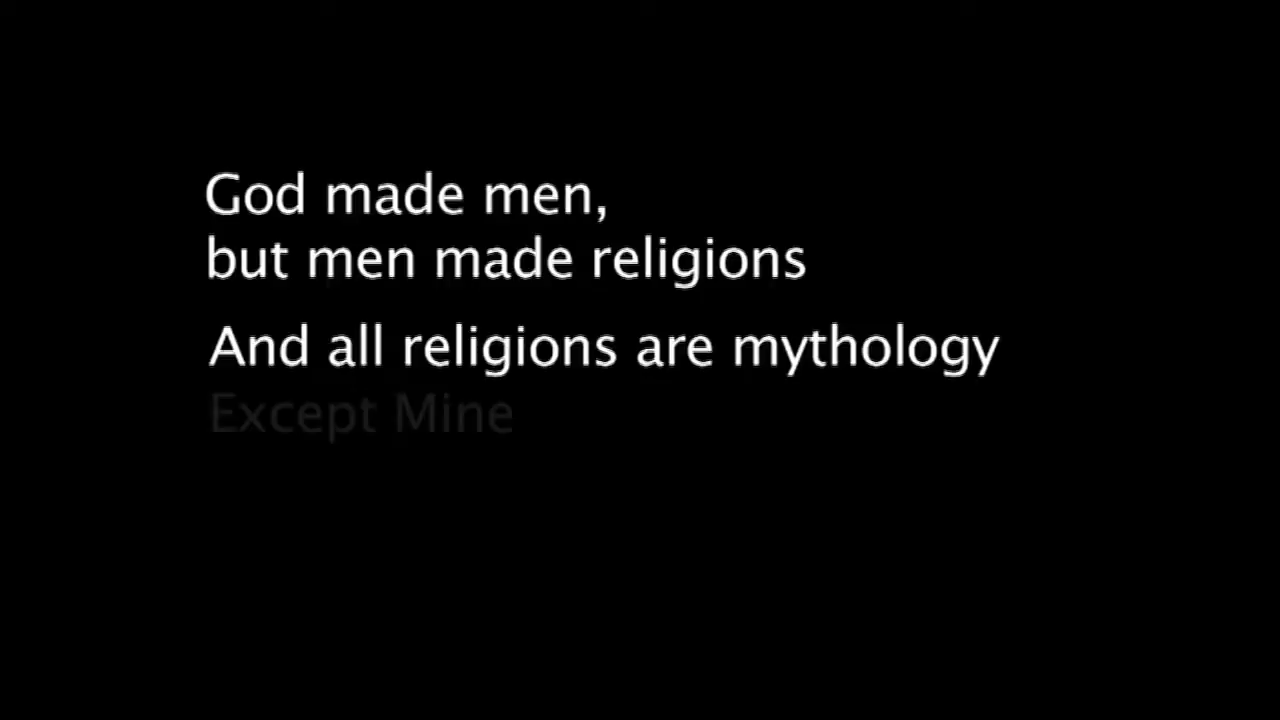 God made men,
but men made religions
And all religions are mythology
Except Mine